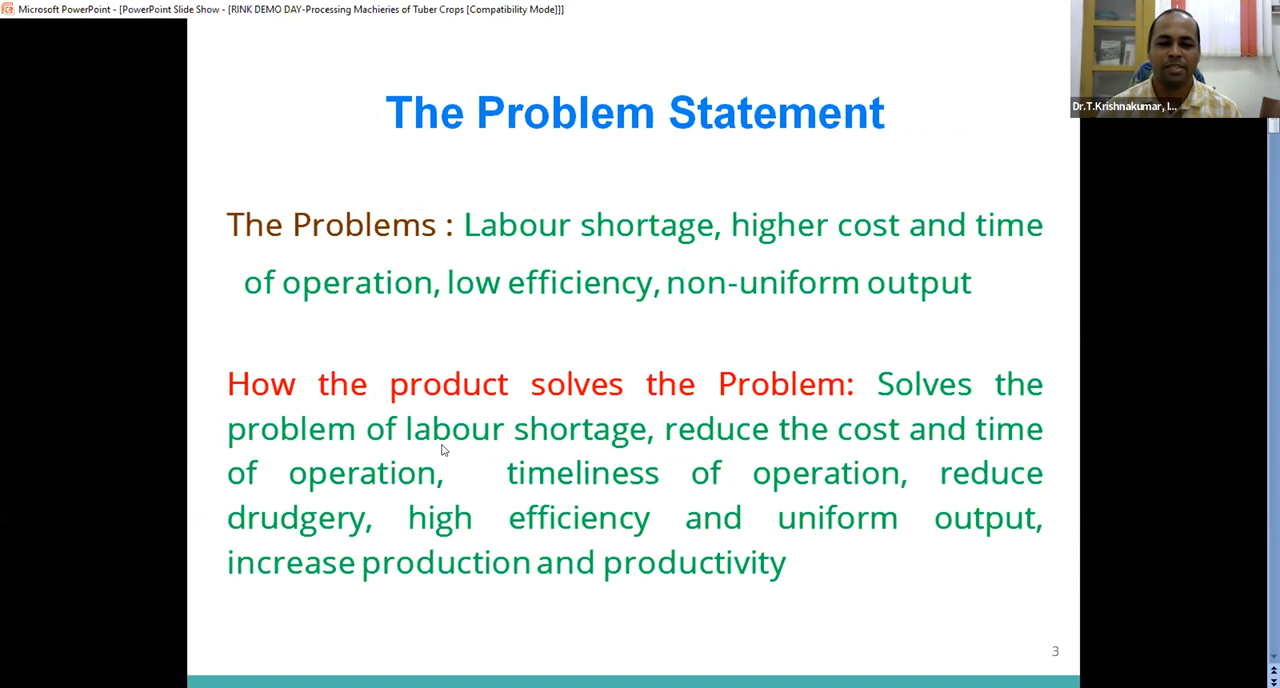 Microsoft PowerPoint - [PowerPoint Slide Show - [RINK DEMO DAY-Processing Machieries of Tuber Crops [Compatibility Mode]]]
Dr.T.Krishnakumar, I...
The Problem Statement
The Problems : Labour shortage, higher cost and time
of operation, low efficiency, non-uniform output
How the product solves the Problem: Solves the
problem of labour shortage, reduce the cost and time
of operation, timeliness of operation, reduce
drudgery, high efficiency and uniform output,
increase production and productivity
3